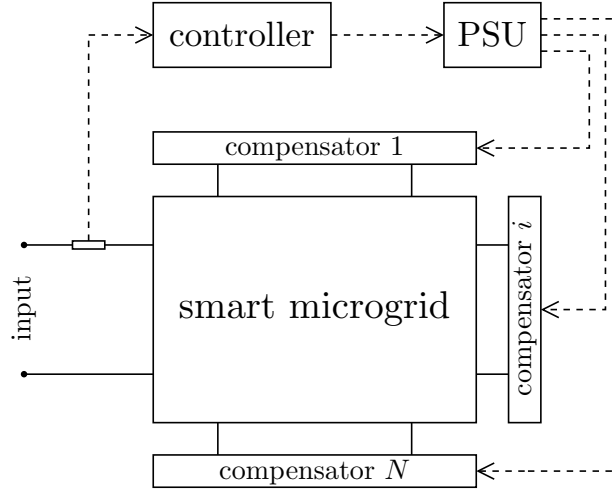 controller
PSU
compensator 1
input
smart microgrid
compensator i
compensator N